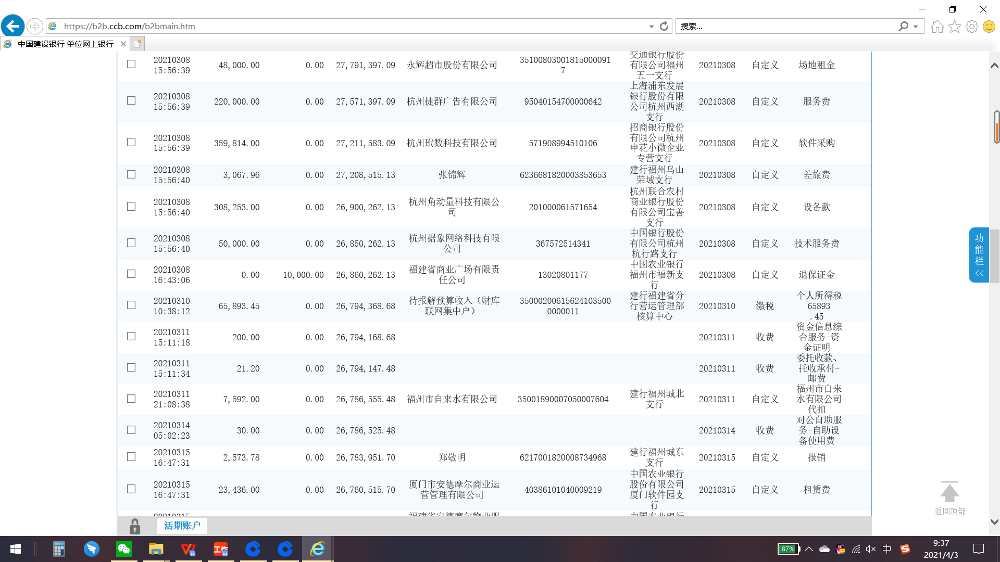 https://b2b.ccb.com/b2bmain.htm
搜索...
中国建设银行 单位网上银行
20210308
15:56:39
48,000.00
0.00
27,791,397.09
永辉超市股份有限公司
35100803001815000091
7
交通银行股份
有限公司福州
五一支行
20210308
自定义
场地租金
20210308
15:56:39
220,000.00
0.00
27,571,397.09
杭州捷群广告有限公司
95040154700000642
上海浦东发展
银行股份有限
公司杭州西湖
支行
20210308
自定义
服务费
20210308
15:56:39
359,814.00
0.00
27,211,583.09
杭州玳数科技有限公司
571908994510106
招商银行股份
有限公司杭州
申花小微企业
专营支行
20210308
自定义
软件采购
20210308
15:56:40
3,067.96
0.00
27,208,515.13
张锦辉
6236681820003853653
建行福州乌山
荣域支行
20210308
自定义
差旅费
20210308
15:56:40
308,253.00
0.00
26,900,262.13
杭州角动量科技有限公
司
201000061571654
杭州联合农村
商业银行股份
有限公司宝善
支行
20210308
自定义
设备款
20210308
15:56:40
50,000.00
0.00
26,850,262.13
杭州据象网络科技有限
公司
367572514341
中国银行股份
有限公司杭州
杭行路支行
20210308
自定义
技术服务费
20210308
16:43:06
0.00
10,000.00
26,860,262.13
福建省商业广场有限责
任公司
13020801177
中国农业银行
福州市福新支
行
20210308
自定义
退保证金
20210310
10:38:12
65,893.45
0.00
26,794,368.68
待报解预算收入（财库
联网集中户）
35000200615624103500
0000011
建行福建省分
行营运管理部
核算中心
20210310
缴税
个人所得税
65893
.45
20210311
15:11:18
200.00
0.00
26,794,168.68
20210311
收费
资金信息综
合服务-资
金证明
20210311
15:11:34
21.20
0.00
26,794,147.48
20210311
收费
委托收款、
托收承付-
邮费
20210311
21:08:38
7,592.00
0.00
26,786,555.48
福州市自来水有限公司
35001890007050007604
建行福州城北
支行
20210311
自定义
福州市自来
水有限公司
代扣
20210314
05:02:23
30.00
0.00
26,786,525.48
20210314
收费
对公自助服
务-自助设
备使用费
20210315
16:47:31
2,573.78
0.00
26,783,951.70
郑敬明
6217001820008734968
建行福州城东
支行
20210315
自定义
报销
20210315
16:47:31
23,436.00
0.00
26,760,515.70
厦门市安德摩尔商业运
营管理有限公司
40386101040009219
中国农业银行
股份有限公司
厦门软件园支
行
20210315
自定义
租赁费
20210315
福建省安德摩尔物业服
中国农业银行
功
能
栏
<<
返回顶部
活期账户
工作
87%
中
9:37
2021/4/3